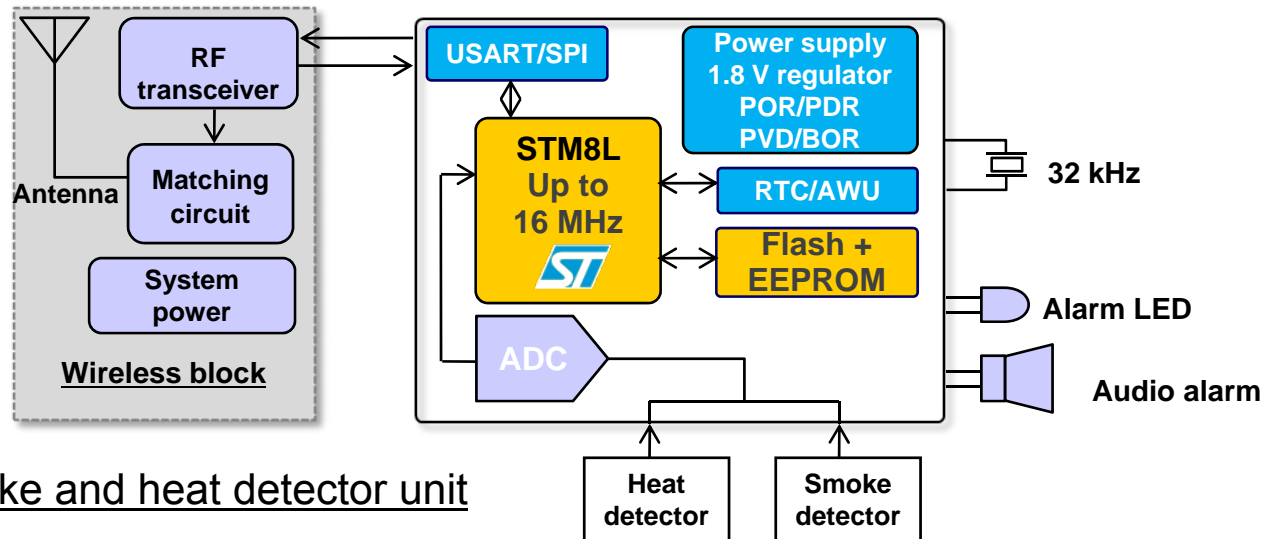 RF
transceiver
Matching
circuit
Antenna
System
power
Wireless block
USART/SPI
Power supply
1.8 V regulator
POR/PDR
PVD/BOR
STM8L
Up to
16 MHz
ST
RTC/AWU
Flash +
EEPROM
ADC
32 kHz
Alarm LED
Audio alarm
Heat
detector
Smoke
detector
ke and heat detector unit